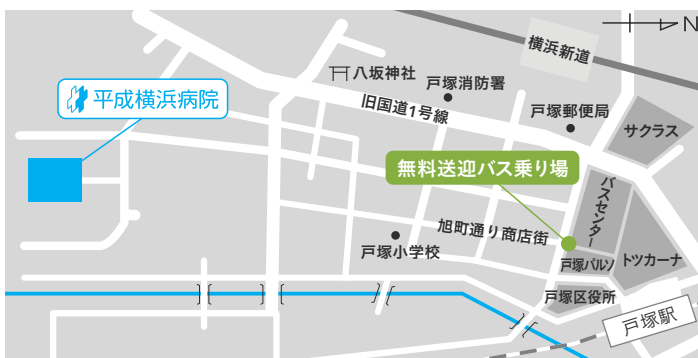 N
横浜新道
八坂神社
戸塚消防署
平成横浜病院
旧国道1号線
戸塚郵便局
サクラス
無料送迎バス乗り場
バスセンター
旭町通り商店街
戸塚小学校
戸塚パルソ
トツカーナ
戸塚区役所
戸塚駅